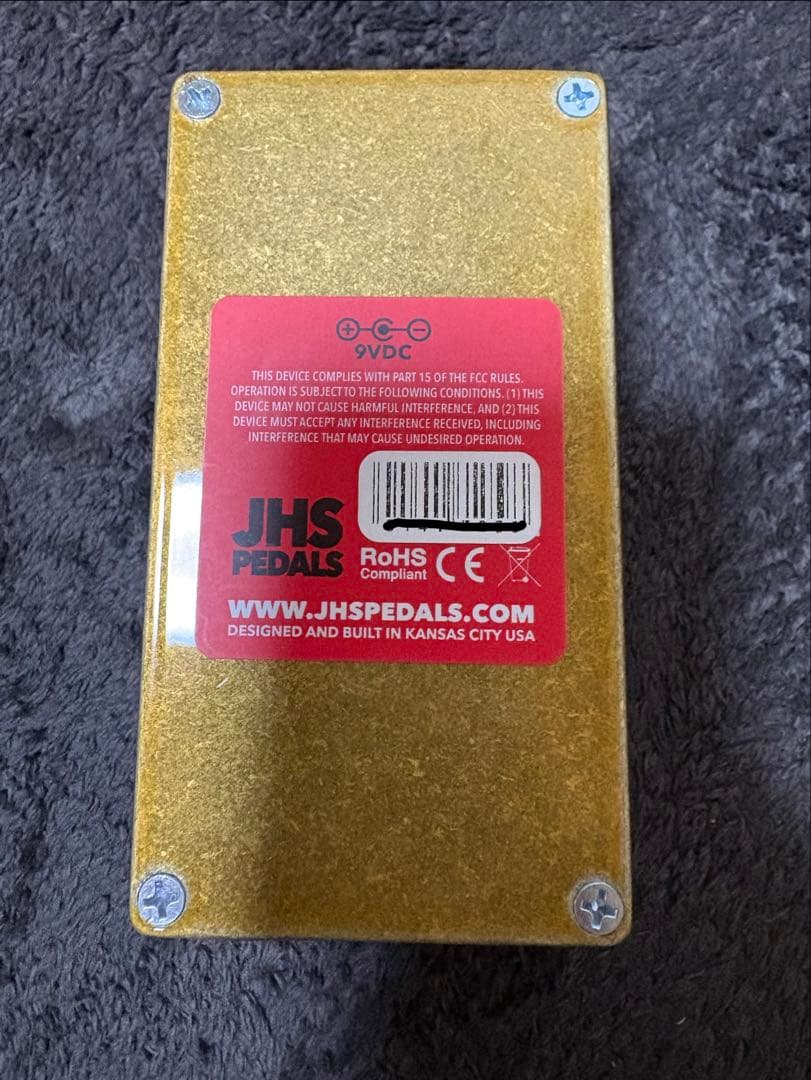 9VDC
THIS DEVICE COMPLIES WITH PART 15 OF THE FCC RULES.
OPERATION IS SUBJECT TO THE FOLLOWING CONDITIONS. (1) THIS
DEVICE MAY NOT CAUSE HARMFUL INTERFERENCE, AND (2) THIS
DEVICE MUST ACCEPT ANY INTERFERENCE RECEIVED, INCLUDING
INTERFERENCE THAT MAY CAUSE UNDESIRED OPERATION.
JHS
PEDALS
RoHS
Compliant
CE
WWW.JHSPEDALS.COM
DESIGNED AND BUILT IN KANSAS CITY USA